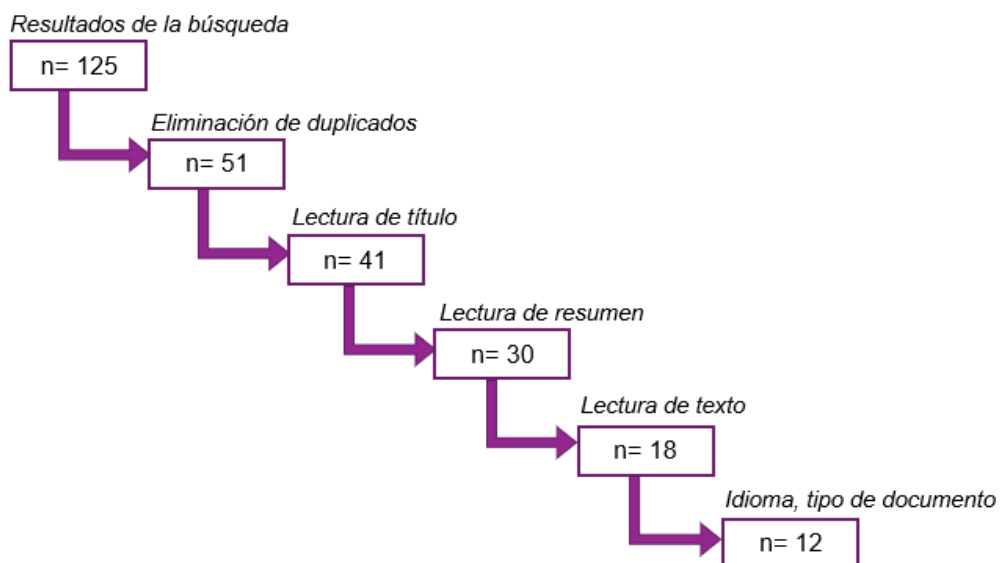 Resultados de la búsqueda
n= 125
Eliminación de duplicados
n= 51
Lectura de título
n= 41
Lectura de resumen
n= 30
Lectura de texto
n= 18
Idioma, tipo de documento
n= 12